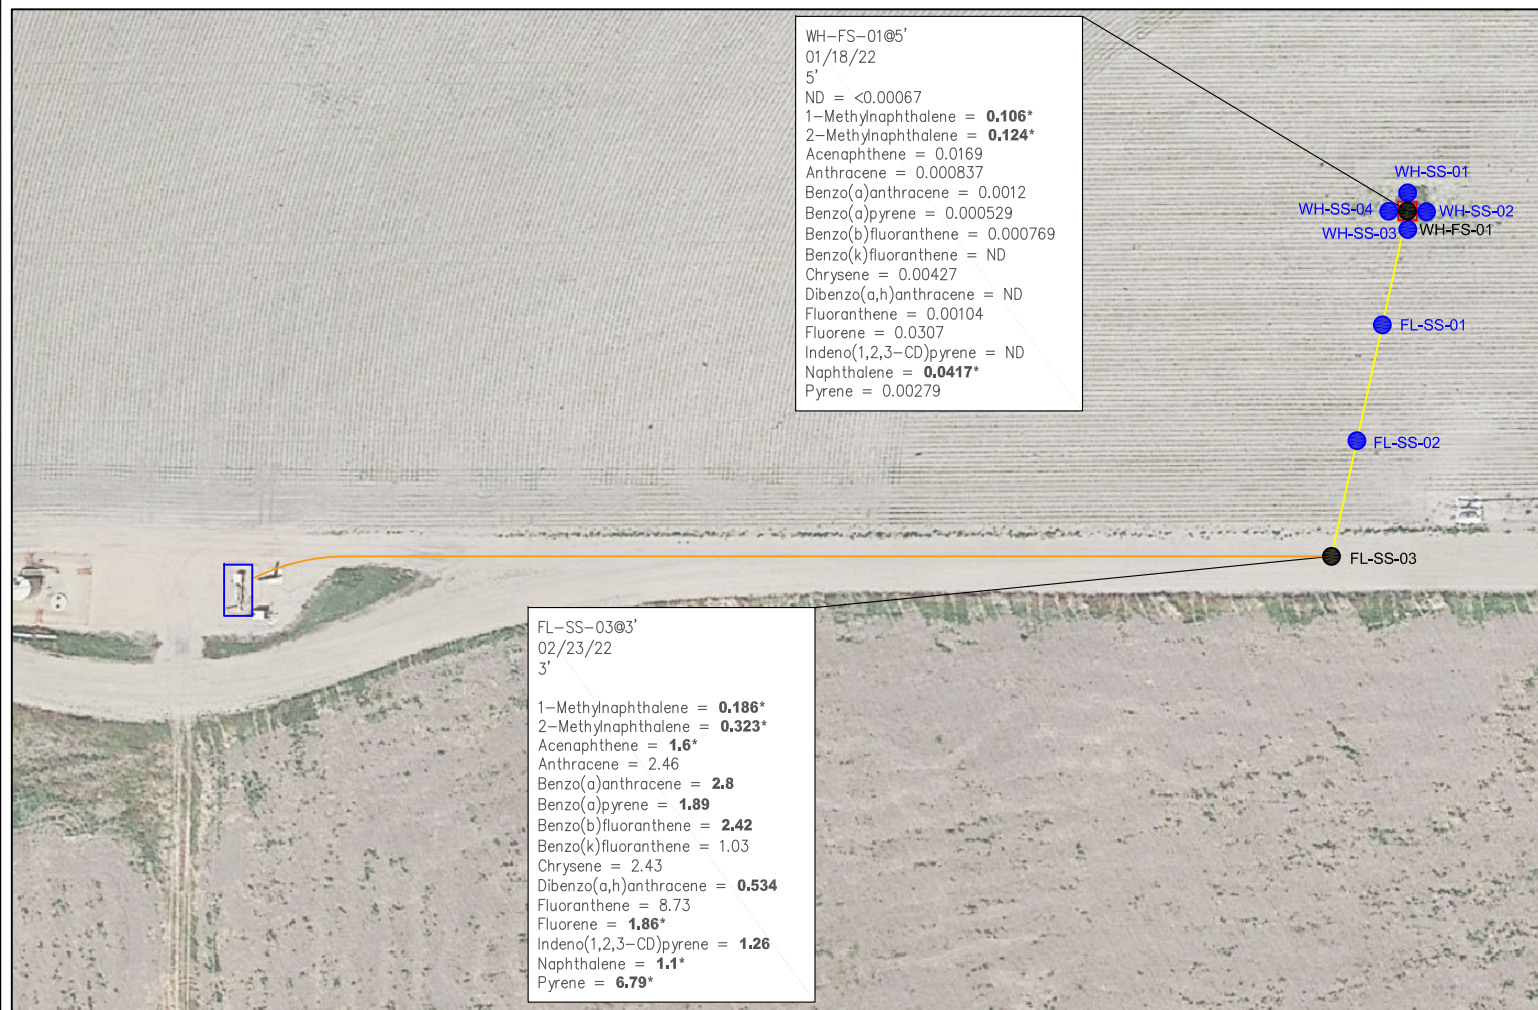 WH-FS-01@5'
01/18/22
5'
ND = <0.00067
1-Methylnaphthalene = 0.106*
2-Methylnaphthalene = 0.124*
Acenaphthene = 0.0169
Anthracene = 0.000837
Benzo(a)anthracene = 0.0012
Benzo(a)pyrene = 0.000529
Benzo(b)fluoranthene = 0.000769
Benzo(k)fluoranthene = ND
Chrysene = 0.00427
Dibenzo(a,h)anthracene = ND
Fluoranthene = 0.00104
Fluorene = 0.0307
Indeno(1,2,3-CD)pyrene = ND
Naphthalene = 0.0417*
Pyrene = 0.00279
WH-SS-01
WH-SS-04
WH-SS-02
WH-SS-03
WH-FS-01
FL-SS-01
FL-SS-02
FL-SS-03
FL-SS-03@3'
02/23/22
3'
1-Methylnaphthalene = 0.186*
2-Methylnaphthalene = 0.323*
Acenaphthene = 1.6*
Anthracene = 2.46
Benzo(a)anthracene = 2.8
Benzo(a)pyrene = 1.89
Benzo(b)fluoranthene = 2.42
Benzo(k)fluoranthene = 1.03
Chrysene = 2.43
Dibenzo(a,h)anthracene = 0.534
Fluoranthene = 8.73
Fluorene = 1.86*
Indeno(1,2,3-CD)pyrene = 1.26
Naphthalene = 1.1*
Pyrene = 6.79*